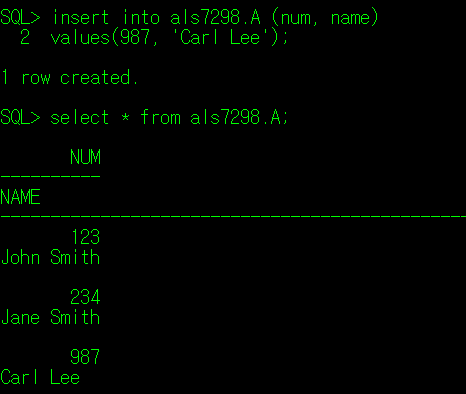 SQL> insert into als7298.A (num, name)
  2  values(987, 'Carl Lee');
1 row created.
SQL> select * from als7298.A;
       NUM
----------
NAME
-----------------------------------------------
       123
John Smith
       234
Jane Smith
       987
Carl Lee